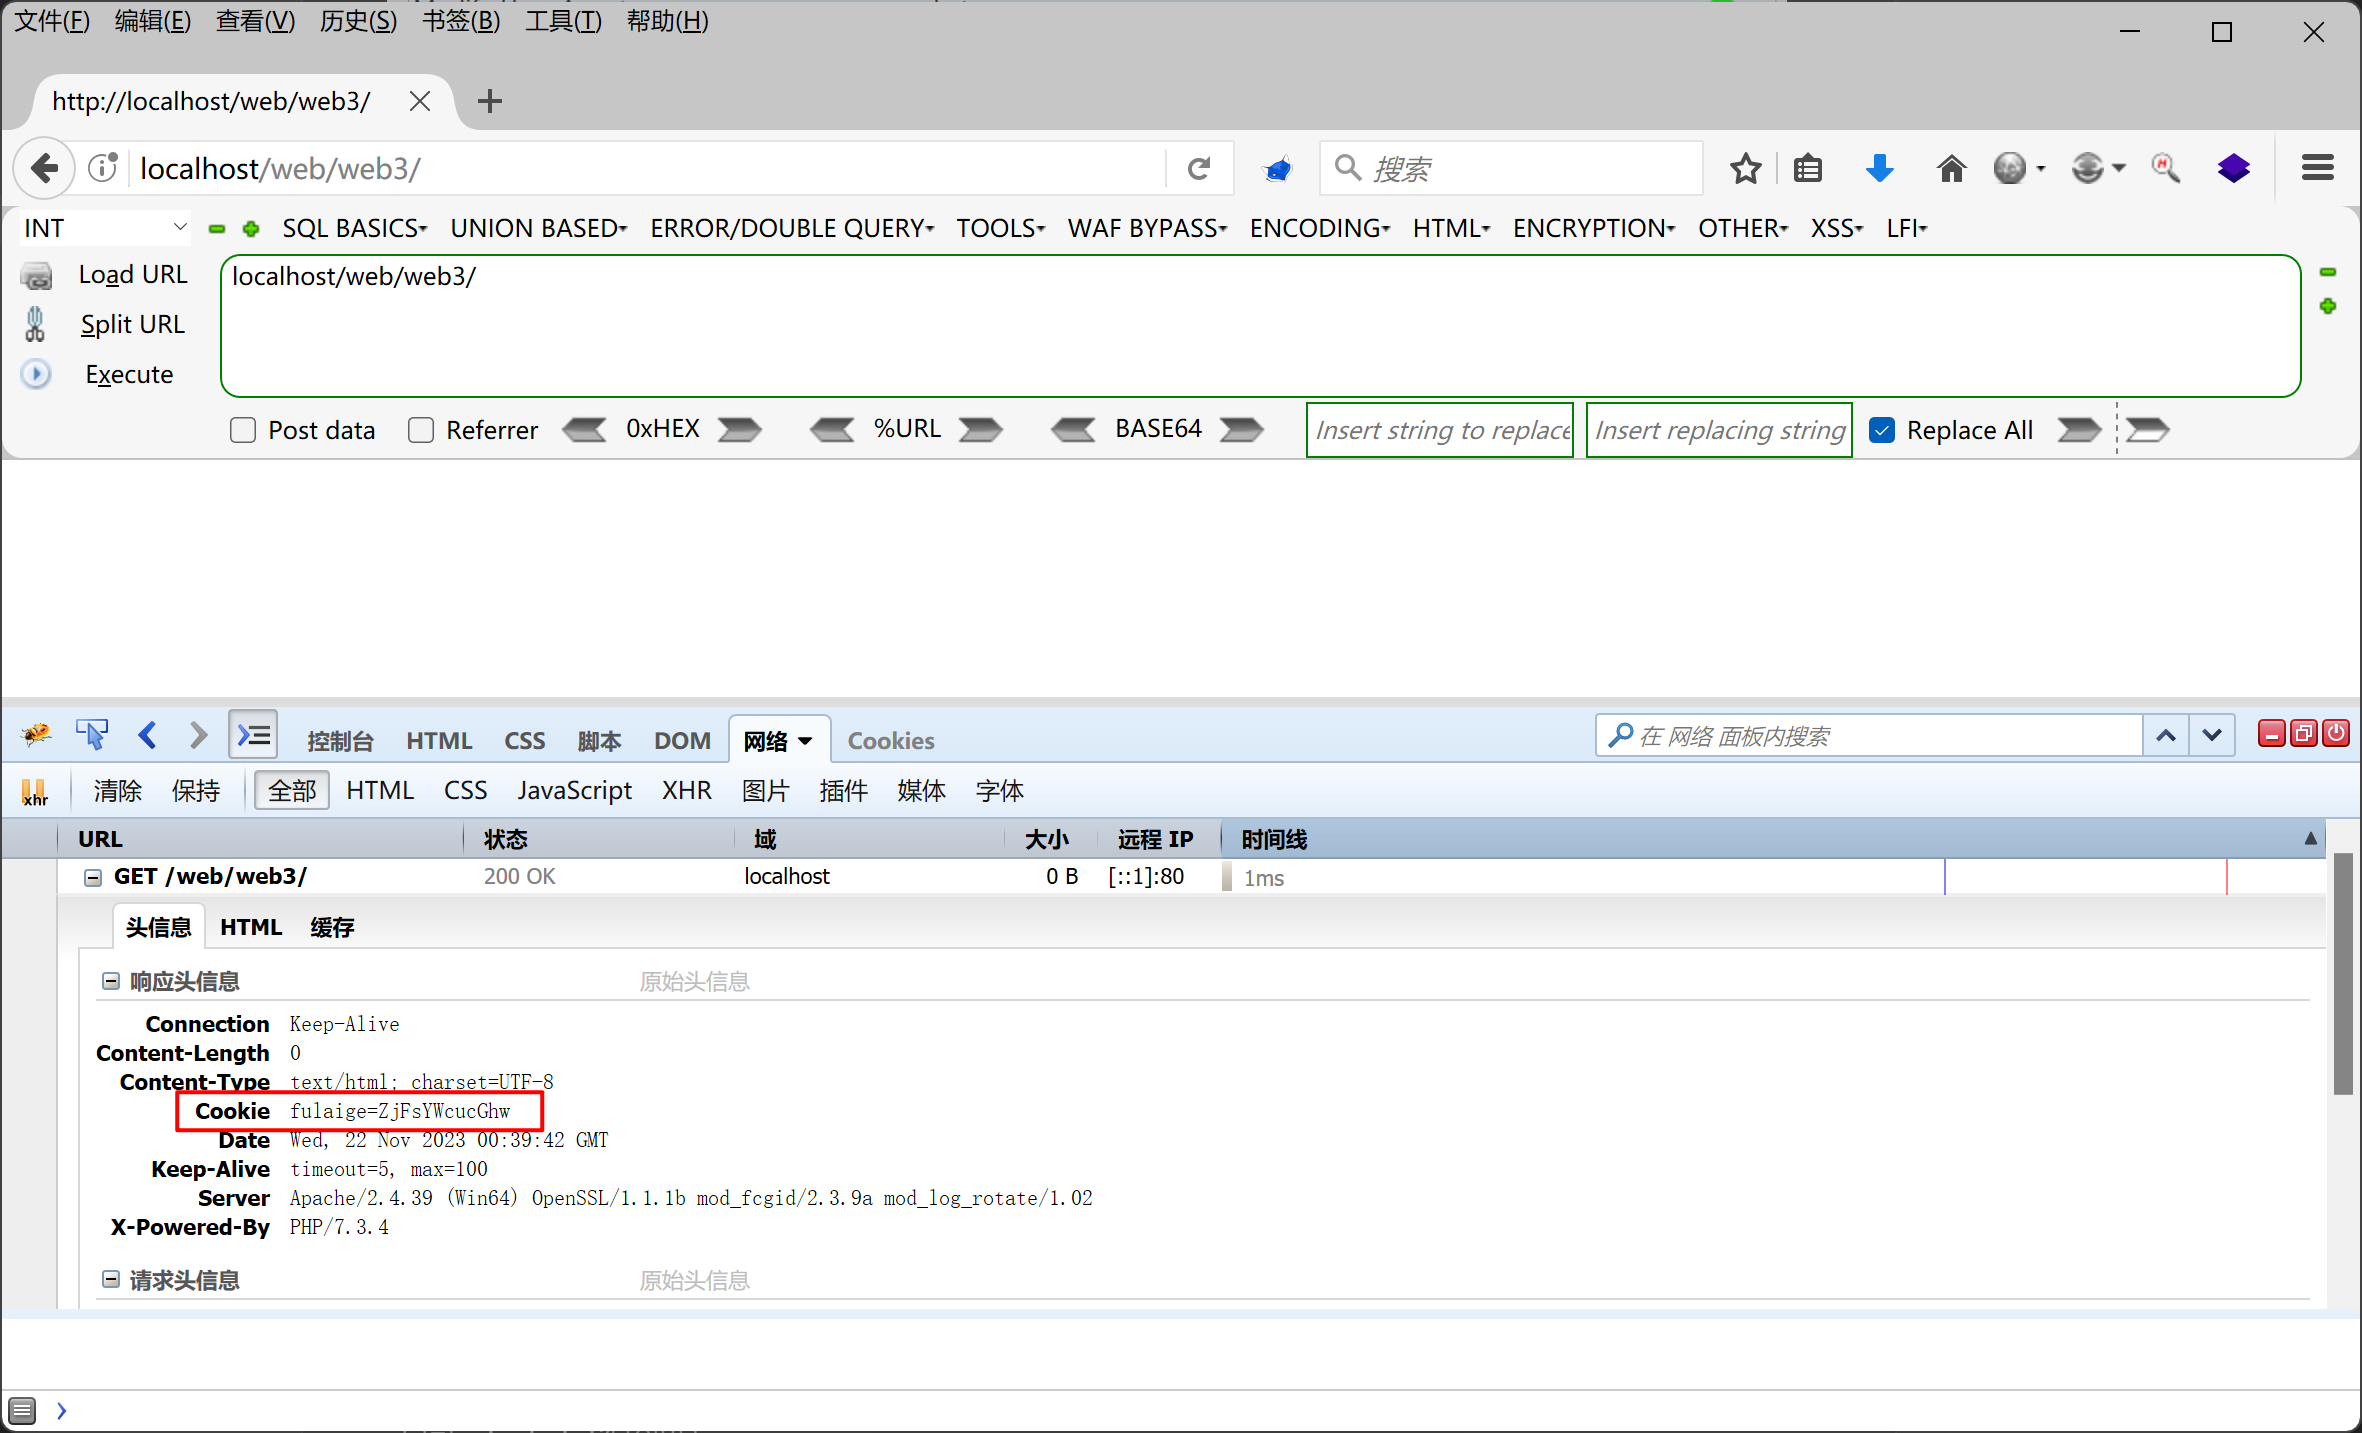 文件(F) 编辑(E) 查看(V) 历史(S) 书签(B) 工具(T) 帮助(H)
http://localhost/web/web3/
localhost/web/web3/ 搜索
INT SQL BASICS UNION BASED ERROR/DOUBLE QUERY TOOLS WAF BYPASS ENCODING HTML ENCRYPTION OTHER XSS LFI
Load URL localhost/web/web3/
Split URL
Execute
Post data Referrer 0xHEX %URL BASE64 Insert string to replace Insert replacing string Replace All
控制台 HTML CSS 脚本 DOM 网络 Cookies 在 网络 面板内搜索
xhr 清除 保持 全部 HTML CSS JavaScript XHR 图片 插件 媒体 字体
URL 状态 域 大小 远程 IP 时间线
GET /web/web3/ 200 OK localhost 0 B [::1]:80 1ms
头信息 HTML 缓存
响应头信息 原始头信息
Connection Keep-Alive
Content-Length 0
Content-Type text/html; charset=UTF-8
Cookie fulaige=ZjFsYWcucGhw
Date Wed, 22 Nov 2023 00:39:42 GMT
Keep-Alive timeout=5, max=100
Server Apache/2.4.39 (Win64) OpenSSL/1.1.1b mod_fcgid/2.3.9a mod_log_rotate/1.02
X-Powered-By PHP/7.3.4
请求头信息 原始头信息